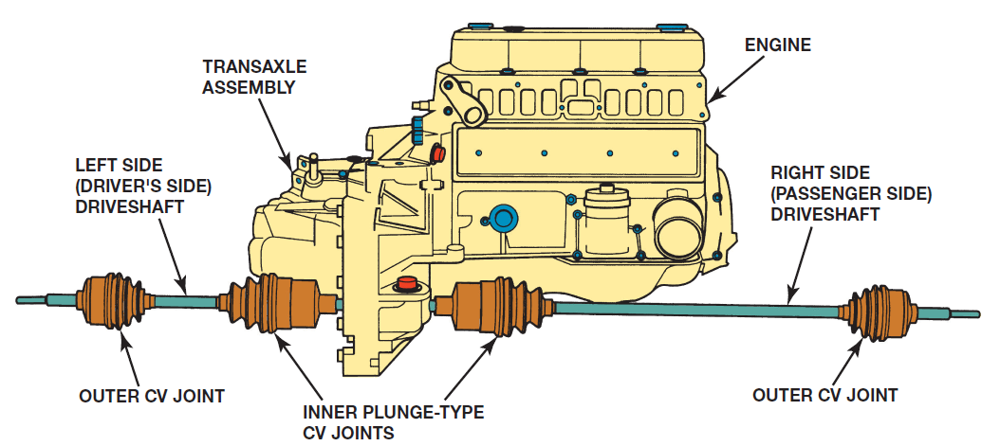 ENGINE
TRANSAXLE
ASSEMBLY
LEFT SIDE
(DRIVER'S SIDE)
DRIVESHAFT
RIGHT SIDE
(PASSENGER SIDE)
DRIVESHAFT
OUTER CV JOINT
INNER PLUNGE-TYPE
CV JOINTS
OUTER CV JOINT